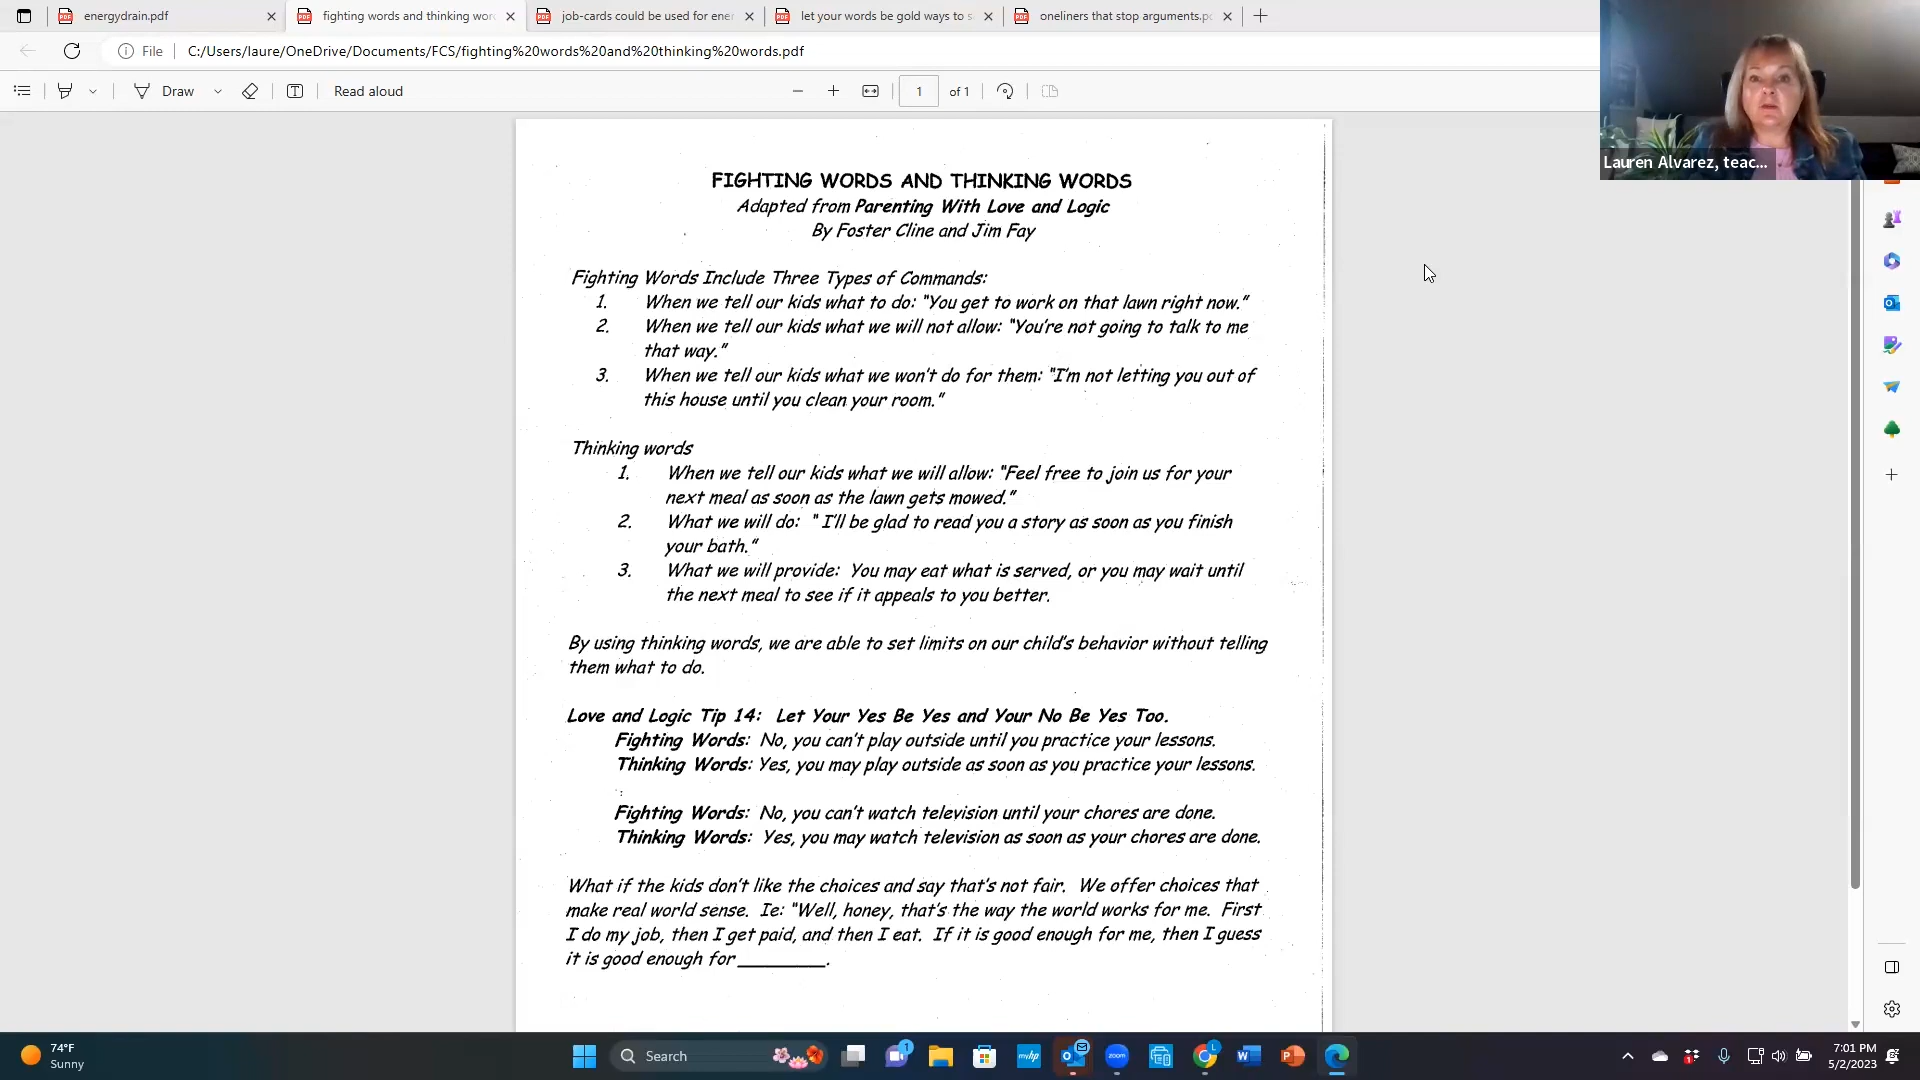 energydrain.pdf
fighting words and thinking wor
job-cards could be used for ener
let your words be gold ways to s
oneliners that stop arguments.p
File
C:/Users/laure/OneDrive/Documents/FCS/fighting%20words%20and%20thinking%20words.pdf
Draw
Read aloud
1
of 1
Lauren Alvarez, teac...
FIGHTING WORDS AND THINKING WORDS
Adapted from Parenting With Love and Logic
By Foster Cline and Jim Fay
Fighting Words Include Three Types of Commands:
1. When we tell our kids what to do: "You get to work on that lawn right now."
2. When we tell our kids what we will not allow: "You're not going to talk to me
that way."
3. When we tell our kids what we won't do for them: "I'm not letting you out of
this house until you clean your room."
Thinking words
1. When we tell our kids what we will allow: "Feel free to join us for your
next meal as soon as the lawn gets mowed."
2. What we will do: " I'll be glad to read you a story as soon as you finish
your bath."
3. What we will provide: You may eat what is served, or you may wait until
the next meal to see if it appeals to you better.
By using thinking words, we are able to set limits on our child's behavior without telling
them what to do.
Love and Logic Tip 14: Let Your Yes Be Yes and Your No Be Yes Too.
Fighting Words: No, you can't play outside until you practice your lessons.
Thinking Words: Yes, you may play outside as soon as you practice your lessons.
Fighting Words: No, you can't watch television until your chores are done.
Thinking Words: Yes, you may watch television as soon as your chores are done.
What if the kids don't like the choices and say that's not fair. We offer choices that
make real world sense. Ie: "Well, honey, that's the way the world works for me. First
I do my job, then I get paid, and then I eat. If it is good enough for me, then I guess
it is good enough for ________.
74°F
Sunny
Search
myhp
zoom
7:01 PM
5/2/2023